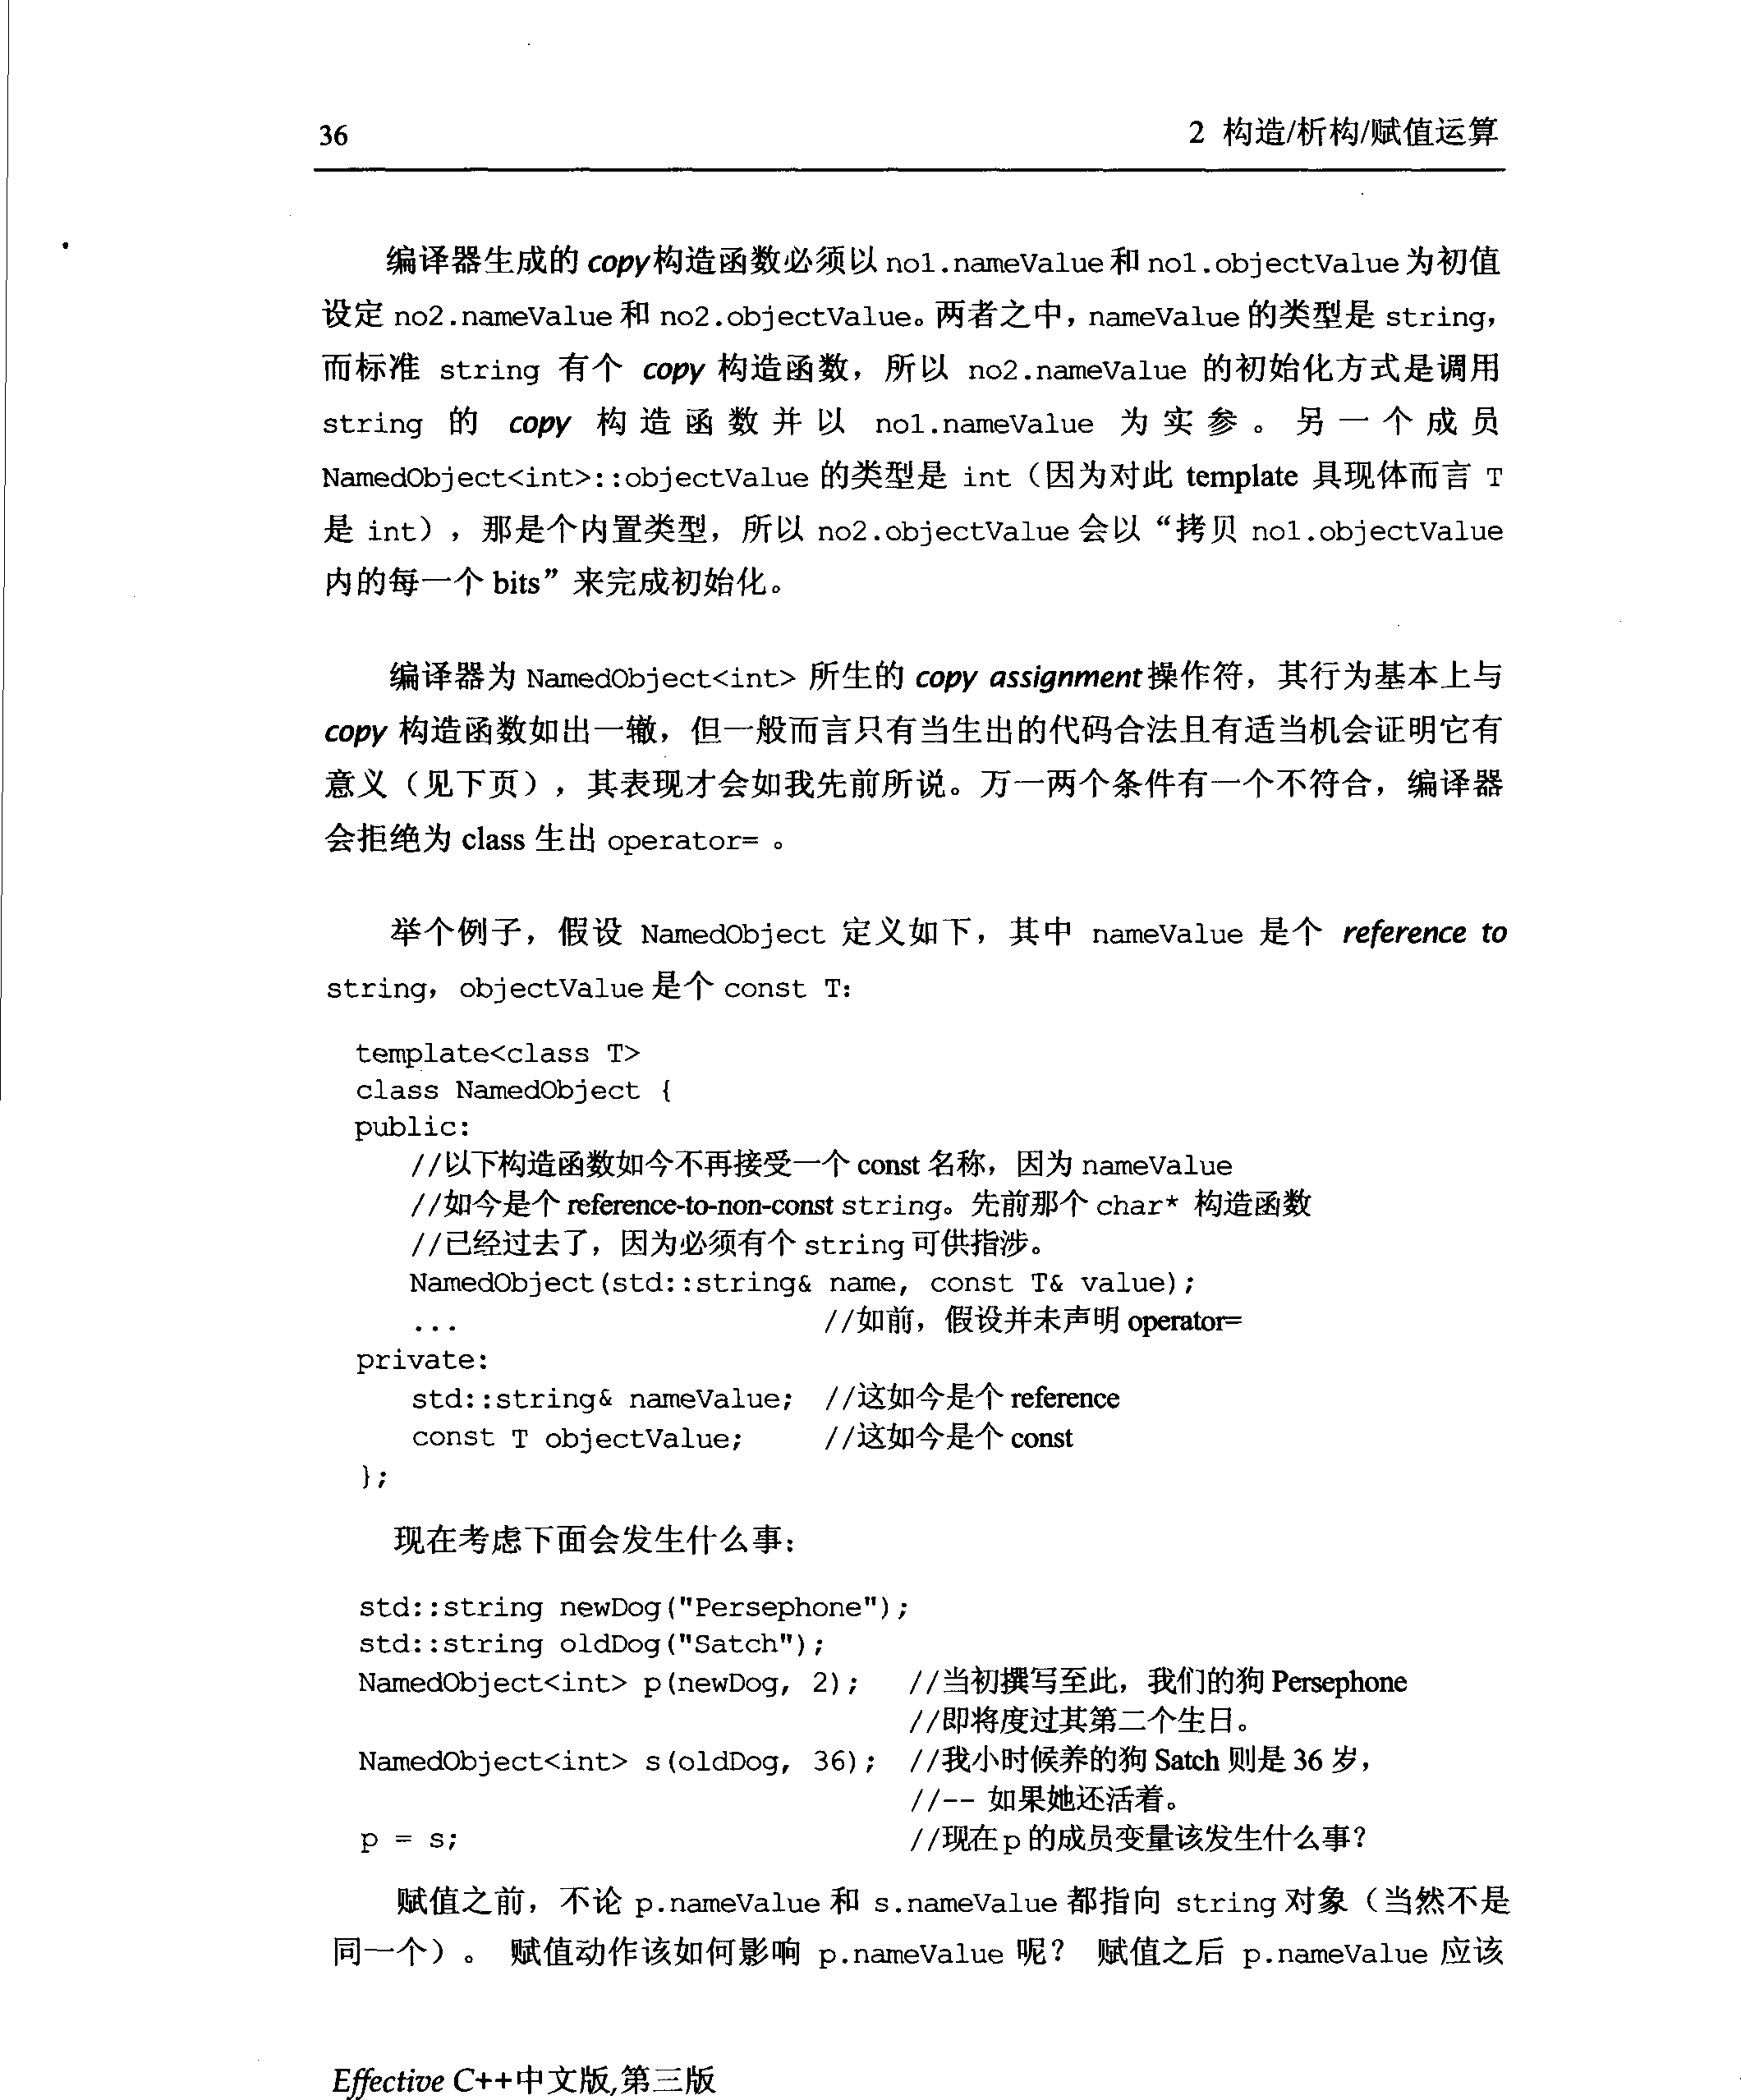 36 2 构造/析构/赋值运算
编译器生成的 copy构造函数必须以 no1.nameValue 和 no1.objectValue 为初值
设定 no2.nameValue 和 no2.objectValue。两者之中，nameValue 的类型是 string，
而标准 string 有个 copy 构造函数，所以 no2.nameValue 的初始化方式是调用
string 的 copy 构造函数并以 no1.nameValue 为实参。另一个成员
NamedObject<int>::objectValue 的类型是 int（因为对此 template 具现体而言 T
是 int），那是个内置类型，所以 no2.objectValue 会以“拷贝 no1.objectValue
内的每一个 bits”来完成初始化。
编译器为 NamedObject<int> 所生的 copy assignment操作符，其行为基本上与
copy 构造函数如出一辙，但一般而言只有当生出的代码合法且有适当机会证明它有
意义（见下页），其表现才会如我先前所说。万一两个条件有一个不符合，编译器
会拒绝为 class 生出 operator= 。
举个例子，假设 NamedObject 定义如下，其中 nameValue 是个 reference to
string，objectValue 是个 const T:
template<class T>
class NamedObject {
public:
//以下构造函数如今不再接受一个 const 名称，因为 nameValue
//如今是个 reference-to-non-const string。先前那个 char* 构造函数
//已经过去了，因为必须有个 string 可供指涉。
NamedObject(std::string& name, const T& value);
... //如前，假设并未声明 operator=
private:
std::string& nameValue; //这如今是个 reference
const T objectValue; //这如今是个 const
};
现在考虑下面会发生什么事：
std::string newDog("Persephone");
std::string oldDog("Satch");
NamedObject<int> p(newDog, 2); //当初撰写至此，我们的狗 Persephone
//即将度过其第二个生日。
NamedObject<int> s(oldDog, 36); //我小时候养的狗 Satch 则是 36 岁，
//-- 如果她还活着。
p = s; //现在 p 的成员变量该发生什么事？
赋值之前，不论 p.nameValue 和 s.nameValue 都指向 string 对象（当然不是
同一个）。 赋值动作该如何影响 p.nameValue 呢？ 赋值之后 p.nameValue 应该
Effective C++中文版,第三版